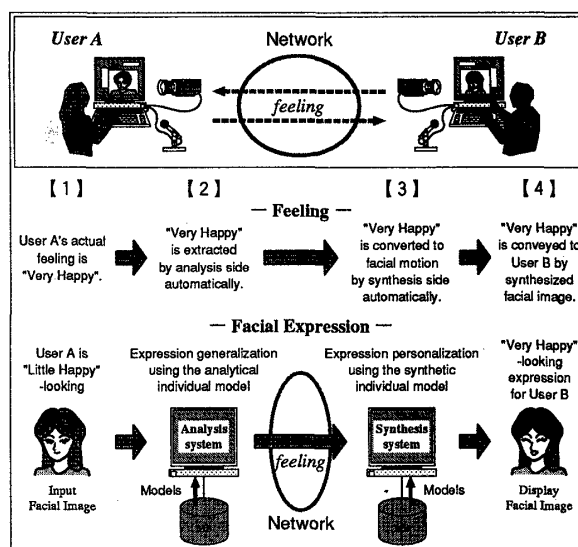 User A
Network
User B
feeling
【1】
【2】
【3】
【4】
— Feeling —
User A's actual
feeling is
"Very Happy".
"Very Happy"
is extracted
by analysis side
automatically.
"Very Happy"
is converted to
facial motion
by synthesis side
automatically.
"Very Happy"
is conveyed to
User B by
synthesized
facial image.
— Facial Expression —
User A is
"Little Happy"
-looking
Expression generalization
using the analytical
individual model
Expression personalization
using the synthetic
individual model
"Very Happy"
-looking
expression
for User B
Analysis
system
feeling
Synthesis
system
Input
Facial Image
Models
Network
Models
Display
Facial Image